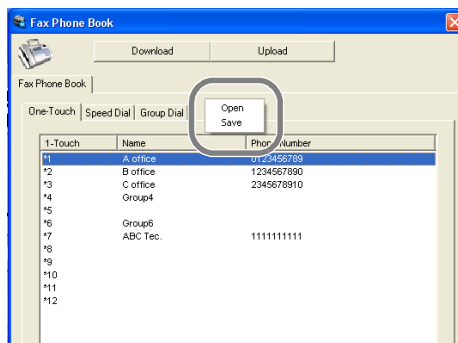 Fax Phone Book
Download Upload
Fax Phone Book
One-Touch Speed Dial Group Dial
Open
Save
1-Touch Name Phone Number
*1 A office 0123456789
*2 B office 1234567890
*3 C office 2345678910
*4 Group4
*5
*6 Group6
*7 ABC Tec. 1111111111
*8
*9
*10
*11
*12